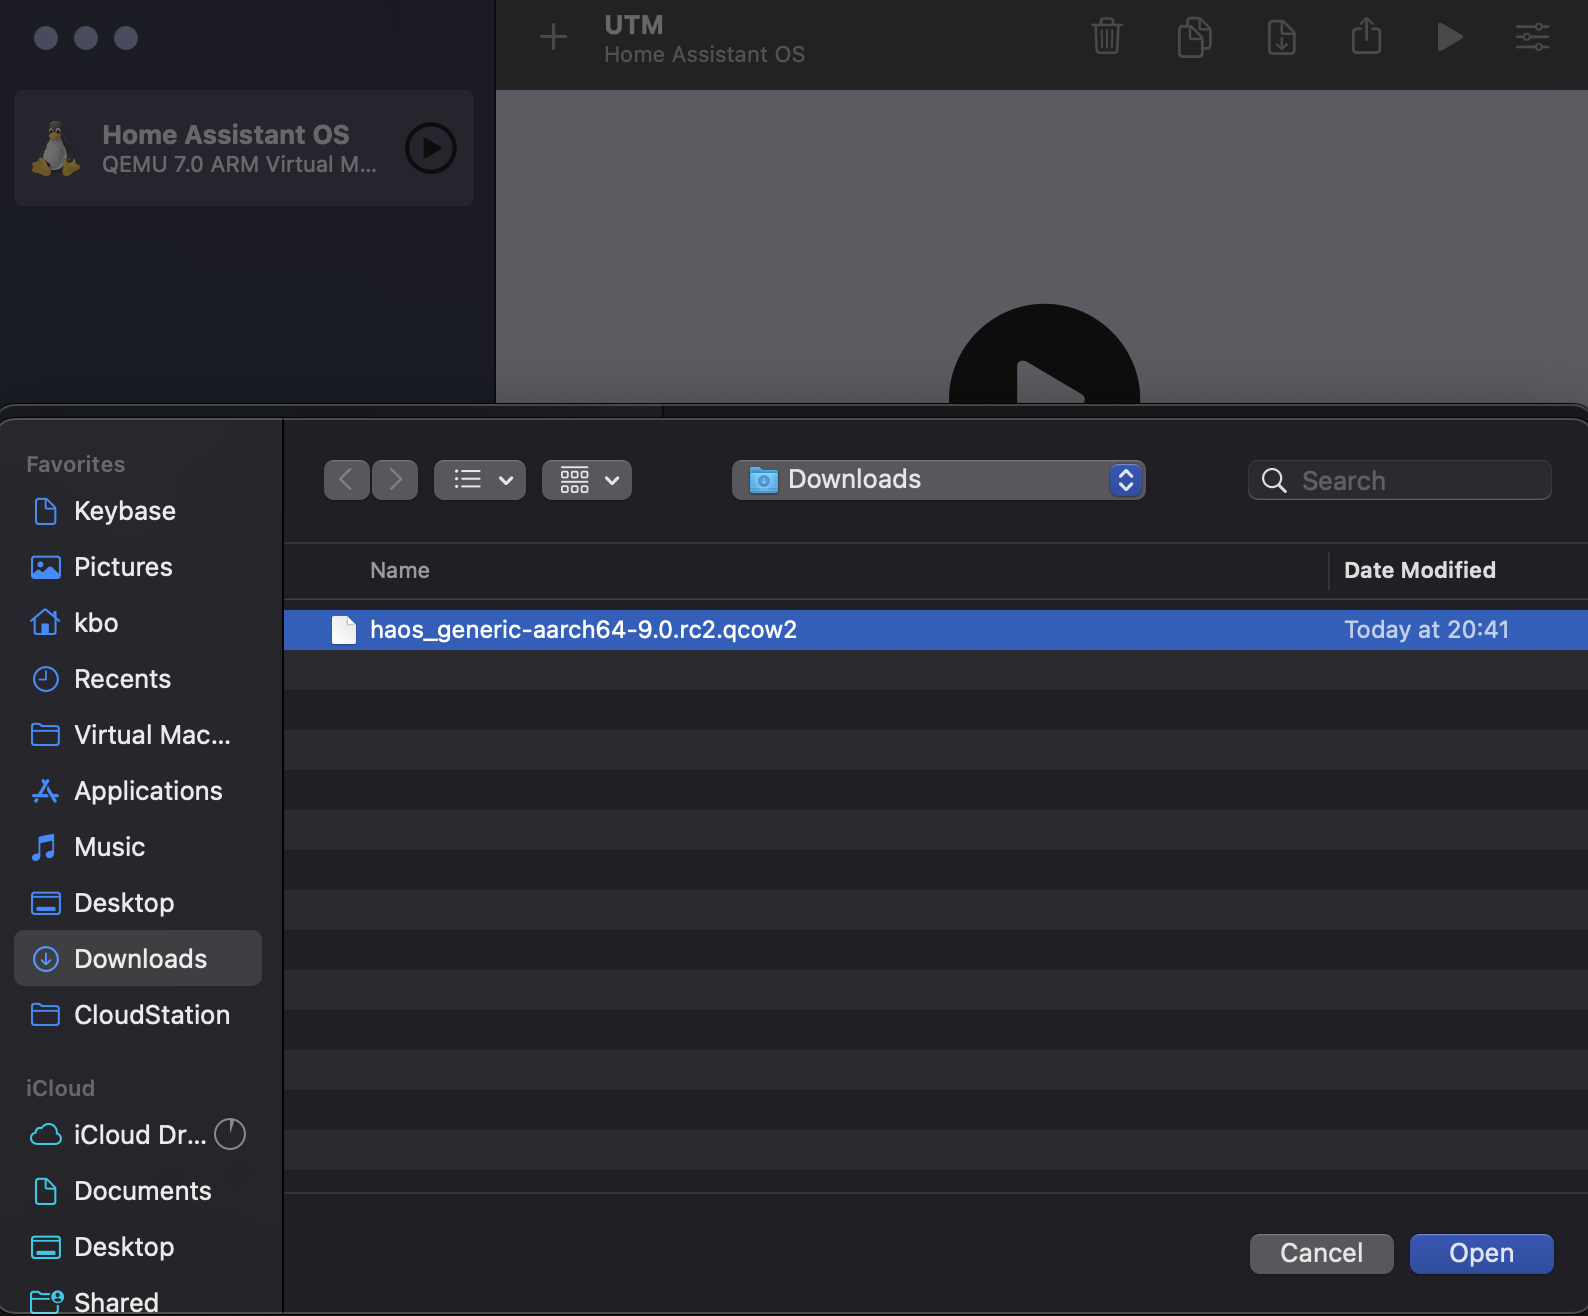 UTM
Home Assistant OS
Home Assistant OS
QEMU 7.0 ARM Virtual M...
Favorites
Keybase
Pictures
kbo
Recents
Virtual Mac...
Applications
Music
Desktop
Downloads
CloudStation
iCloud
iCloud Dr...
Documents
Desktop
Shared
Downloads
Search
Name
Date Modified
haos_generic-aarch64-9.0.rc2.qcow2
Today at 20:41
Cancel
Open